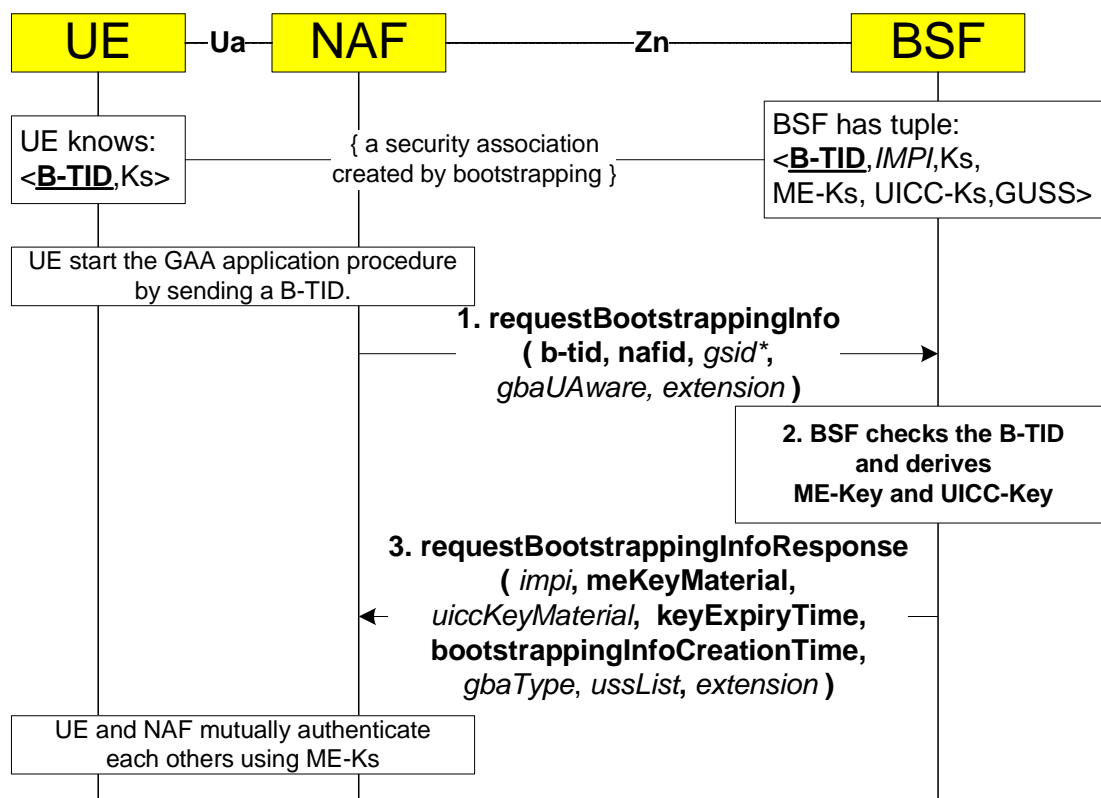 UE
Ua
NAF
Zn
BSF
UE knows:
<B-TID,Ks>
{ a security association
created by bootstrapping }
BSF has tuple:
<B-TID,IMPI,Ks,
ME-Ks, UICC-Ks,GUSS>
UE start the GAA application procedure
by sending a B-TID.
1. requestBootstrappingInfo
( b-tid, nafid, gsid*,
gbaUAware, extension )
2. BSF checks the B-TID
and derives
ME-Key and UICC-Key
3. requestBootstrappingInfoResponse
( impi, meKeyMaterial,
uiccKeyMaterial, keyExpiryTime,
bootstrappingInfoCreationTime,
gbaType, ussList, extension )
UE and NAF mutually authenticate
each others using ME-Ks